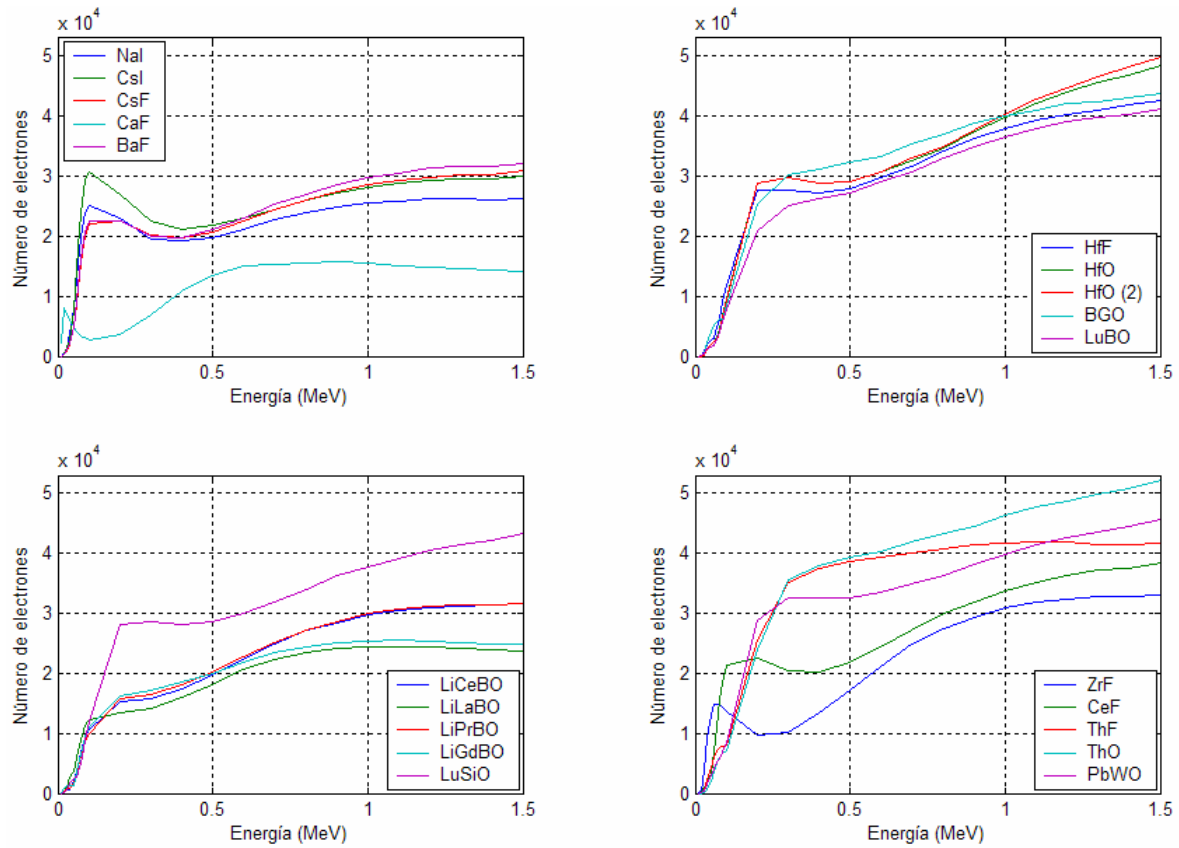 x 10^4
5
4
3
2
1
0
0
0.5
1
1.5
Número de electrones
Energía (MeV)
NaI
CsI
CsF
CaF
BaF
x 10^4
5
4
3
2
1
0
0
0.5
1
1.5
Número de electrones
Energía (MeV)
HfF
HfO
HfO (2)
BGO
LuBO
x 10^4
5
4
3
2
1
0
0
0.5
1
1.5
Número de electrones
Energía (MeV)
LiCeBO
LiLaBO
LiPrBO
LiGdBO
LuSiO
x 10^4
5
4
3
2
1
0
0
0.5
1
1.5
Número de electrones
Energía (MeV)
ZrF
CeF
ThF
ThO
PbWO